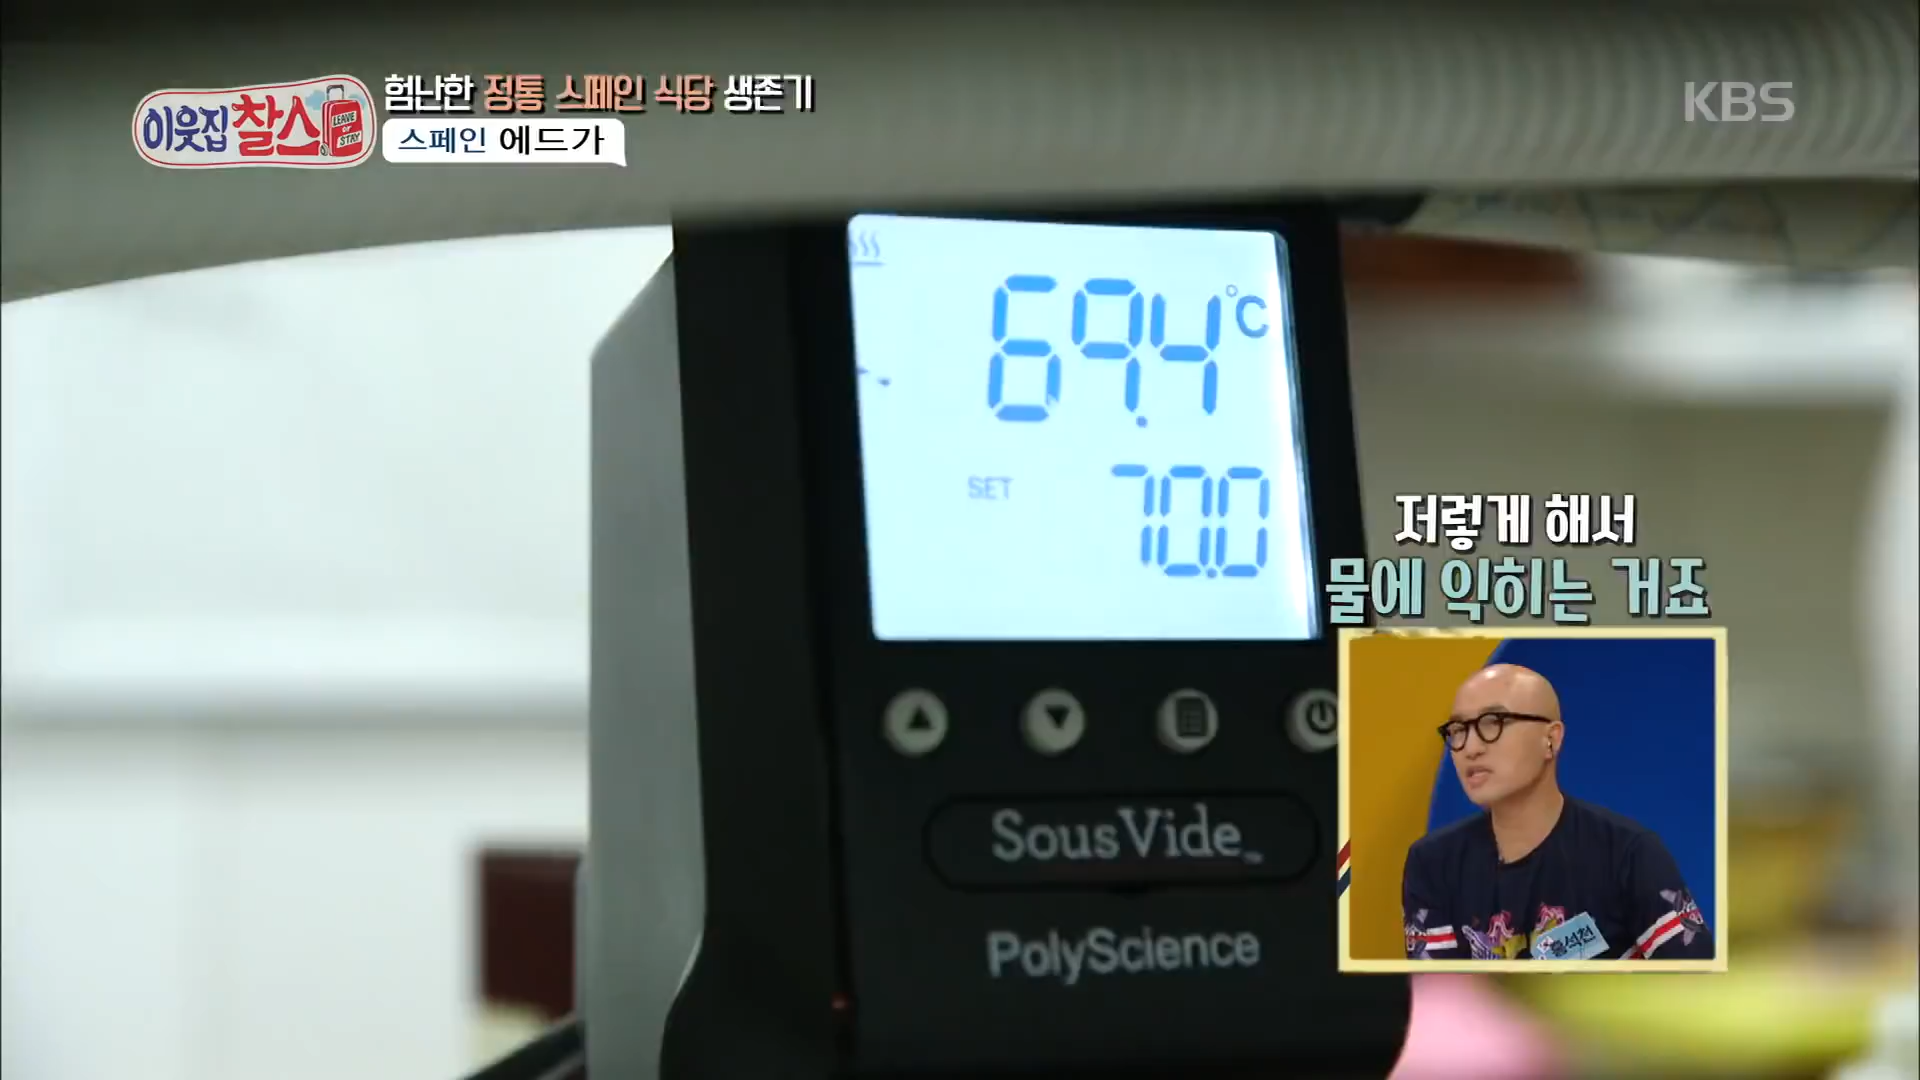 이웃집 찰스
LEAVE
or
STAY
험난한 정통 스페인 식당 생존기
스페인 에드가
KBS
69.4 °C
SET 70.0
저렇게 해서
물에 익히는 거죠
SousVide™
PolyScience
홍석천